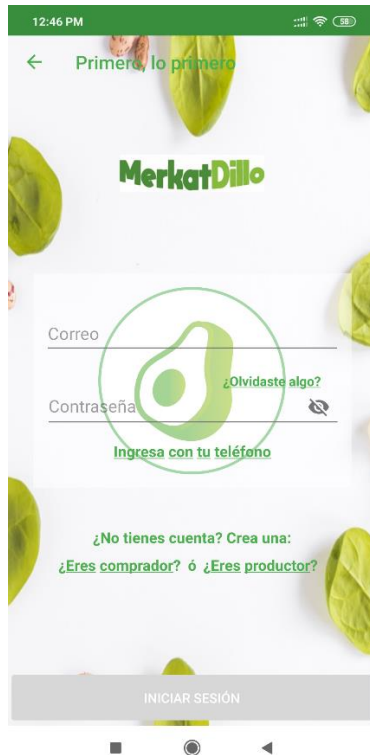 12:46 PM
58
Primero, lo primero
MerkatDillo
Correo
¿Olvidaste algo?
Contraseña
Ingresa con tu teléfono
¿No tienes cuenta? Crea una:
¿Eres comprador? ó ¿Eres productor?
INICIAR SESIÓN